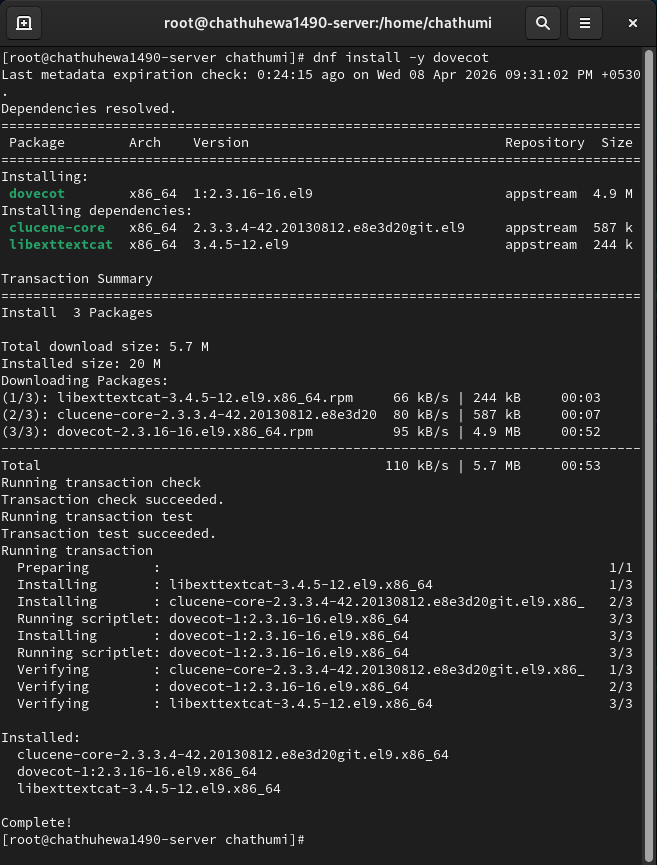 root@chathuhewa1490-server:/home/chathumi
[root@chathuhewa1490-server chathumi]# dnf install -y dovecot
Last metadata expiration check: 0:24:15 ago on Wed 08 Apr 2026 09:31:02 PM +0530
.
Dependencies resolved.
================================================================================
 Package        Arch    Version                                Repository  Size
================================================================================
Installing:
 dovecot        x86_64  1:2.3.16-16.el9                        appstream  4.9 M
Installing dependencies:
 clucene-core   x86_64  2.3.3.4-42.20130812.e8e3d20git.el9     appstream  587 k
 libexttextcat  x86_64  3.4.5-12.el9                           appstream  244 k

Transaction Summary
================================================================================
Install  3 Packages

Total download size: 5.7 M
Installed size: 20 M
Downloading Packages:
(1/3): libexttextcat-3.4.5-12.el9.x86_64.rpm     66 kB/s | 244 kB     00:03
(2/3): clucene-core-2.3.3.4-42.20130812.e8e3d20  80 kB/s | 587 kB     00:07
(3/3): dovecot-2.3.16-16.el9.x86_64.rpm          95 kB/s | 4.9 MB     00:52
--------------------------------------------------------------------------------
Total                                           110 kB/s | 5.7 MB     00:53
Running transaction check
Transaction check succeeded.
Running transaction test
Transaction test succeeded.
Running transaction
  Preparing        :                                                        1/1
  Installing       : libexttextcat-3.4.5-12.el9.x86_64                      1/3
  Installing       : clucene-core-2.3.3.4-42.20130812.e8e3d20git.el9.x86_   2/3
  Running scriptlet: dovecot-1:2.3.16-16.el9.x86_64                         3/3
  Installing       : dovecot-1:2.3.16-16.el9.x86_64                         3/3
  Running scriptlet: dovecot-1:2.3.16-16.el9.x86_64                         3/3
  Verifying        : clucene-core-2.3.3.4-42.20130812.e8e3d20git.el9.x86_   1/3
  Verifying        : dovecot-1:2.3.16-16.el9.x86_64                         2/3
  Verifying        : libexttextcat-3.4.5-12.el9.x86_64                      3/3

Installed:
  clucene-core-2.3.3.4-42.20130812.e8e3d20git.el9.x86_64
  dovecot-1:2.3.16-16.el9.x86_64
  libexttextcat-3.4.5-12.el9.x86_64

Complete!
[root@chathuhewa1490-server chathumi]#